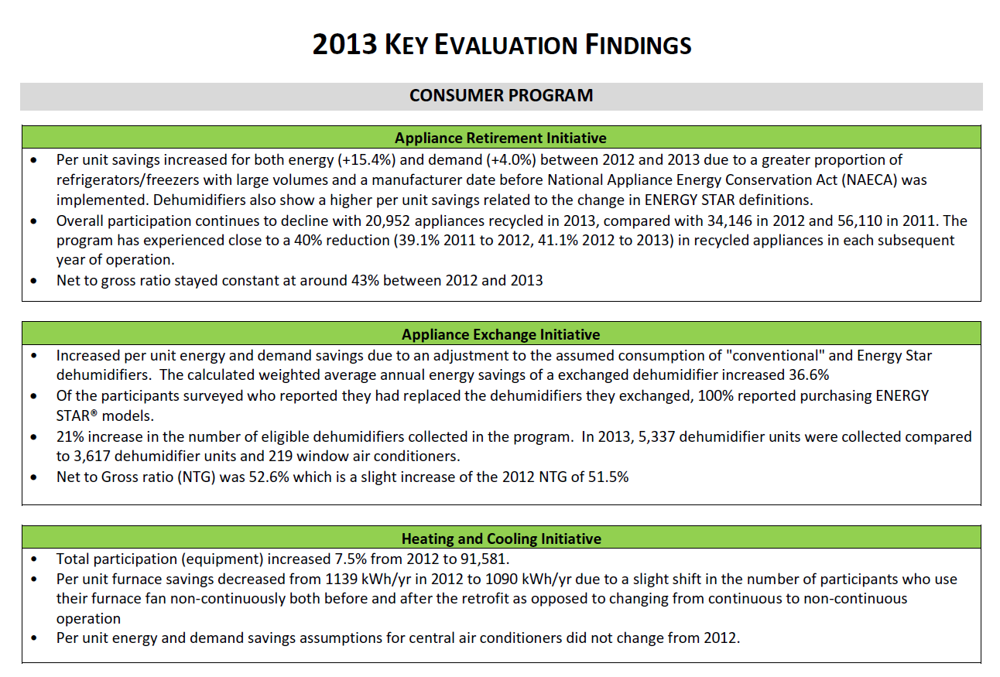 2013 KEY EVALUATION FINDINGS
CONSUMER PROGRAM
Appliance Retirement Initiative
• Per unit savings increased for both energy (+15.4%) and demand (+4.0%) between 2012 and 2013 due to a greater proportion of
refrigerators/freezers with large volumes and a manufacturer date before National Appliance Energy Conservation Act (NAECA) was
implemented. Dehumidifiers also show a higher per unit savings related to the change in ENERGY STAR definitions.
• Overall participation continues to decline with 20,952 appliances recycled in 2013, compared with 34,146 in 2012 and 56,110 in 2011. The
program has experienced close to a 40% reduction (39.1% 2011 to 2012, 41.1% 2012 to 2013) in recycled appliances in each subsequent
year of operation.
• Net to gross ratio stayed constant at around 43% between 2012 and 2013
Appliance Exchange Initiative
• Increased per unit energy and demand savings due to an adjustment to the assumed consumption of "conventional" and Energy Star
dehumidifiers.  The calculated weighted average annual energy savings of a exchanged dehumidifier increased 36.6%
• Of the participants surveyed who reported they had replaced the dehumidifiers they exchanged, 100% reported purchasing ENERGY
STAR® models.
• 21% increase in the number of eligible dehumidifiers collected in the program.  In 2013, 5,337 dehumidifier units were collected compared
to 3,617 dehumidifier units and 219 window air conditioners.
• Net to Gross ratio (NTG) was 52.6% which is a slight increase of the 2012 NTG of 51.5%
Heating and Cooling Initiative
• Total participation (equipment) increased 7.5% from 2012 to 91,581.
• Per unit furnace savings decreased from 1139 kWh/yr in 2012 to 1090 kWh/yr due to a slight shift in the number of participants who use
their furnace fan non-continuously both before and after the retrofit as opposed to changing from continuous to non-continuous
operation
• Per unit energy and demand savings assumptions for central air conditioners did not change from 2012.